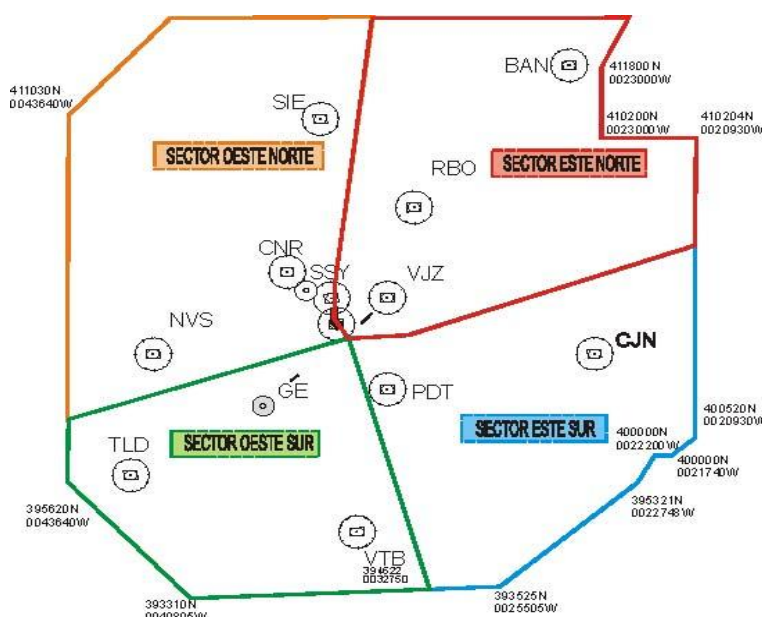 BAN
411800N
0023000W
411030N
0043640W
SIE
410200N
0023000W
410204N
0020930W
SECTOR OESTE NORTE
SECTOR ESTE NORTE
RBO
CNR
SSY
VJZ
NVS
CJN
GE
PDT
400520N
0020930W
SECTOR OESTE SUR
SECTOR ESTE SUR
400000N
0022200W
400000N
0021740W
TLD
395321N
0022748W
395620N
0043640W
VTB
394622
0032750
393525N
0025505W
393310N